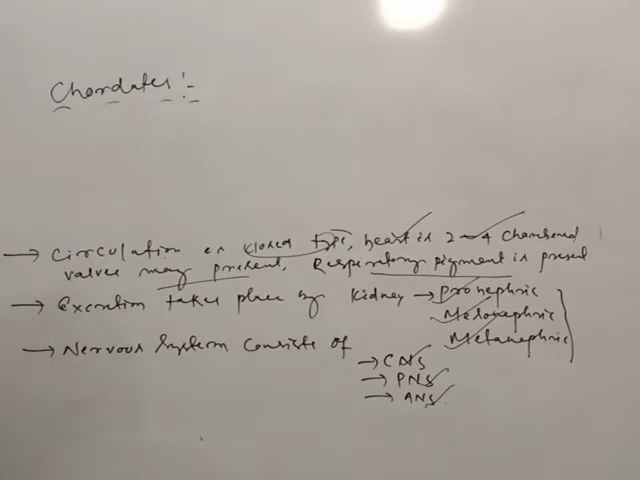 Chordates:-
→ Circulation is closed type, heart is 2-4 Chambered
valves may present, Respiratory pigment is present
→ Excretion takes place by Kidney → Pronephric
Mesonephric
Metanephric
→ Nervous System Consists of
→ CNS
→ PNS
→ ANS